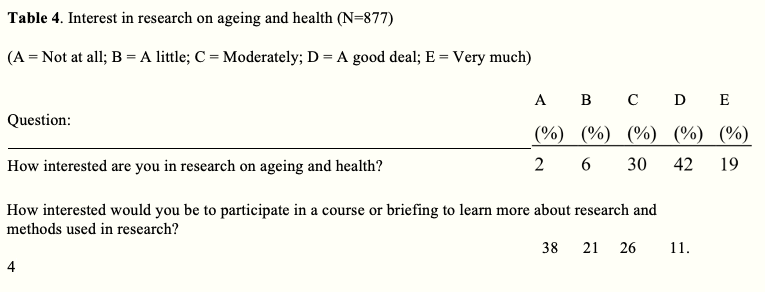 Table 4. Interest in research on ageing and health (N=877)
(A = Not at all; B = A little; C = Moderately; D = A good deal; E = Very much)
A B C D E
Question:
(%) (%) (%) (%) (%)
How interested are you in research on ageing and health? 2 6 30 42 19
How interested would you be to participate in a course or briefing to learn more about research and
methods used in research?
38 21 26 11.
4